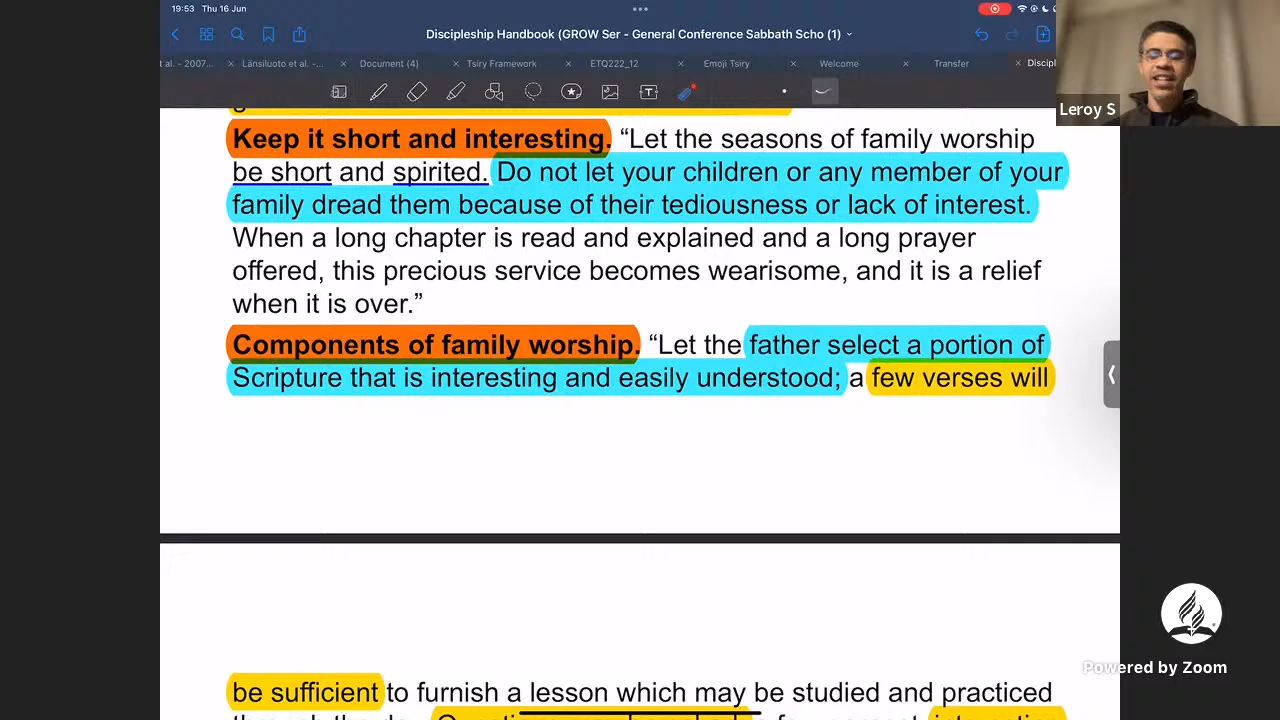 19:53 Thu 16 Jun
Discipleship Handbook (GROW Ser - General Conference Sabbath Scho (1)
t al. - 2007...
Länsiluoto et al. -...
Document (4)
Tsiry Framework
ETQ222_12
Emoji Tsiry
Welcome
Transfer
Discipl
Leroy S
Keep it short and interesting. “Let the seasons of family worship
be short and spirited. Do not let your children or any member of your
family dread them because of their tediousness or lack of interest.
When a long chapter is read and explained and a long prayer
offered, this precious service becomes wearisome, and it is a relief
when it is over.”
Components of family worship. “Let the father select a portion of
Scripture that is interesting and easily understood; a few verses will
be sufficient to furnish a lesson which may be studied and practiced
Powered by Zoom